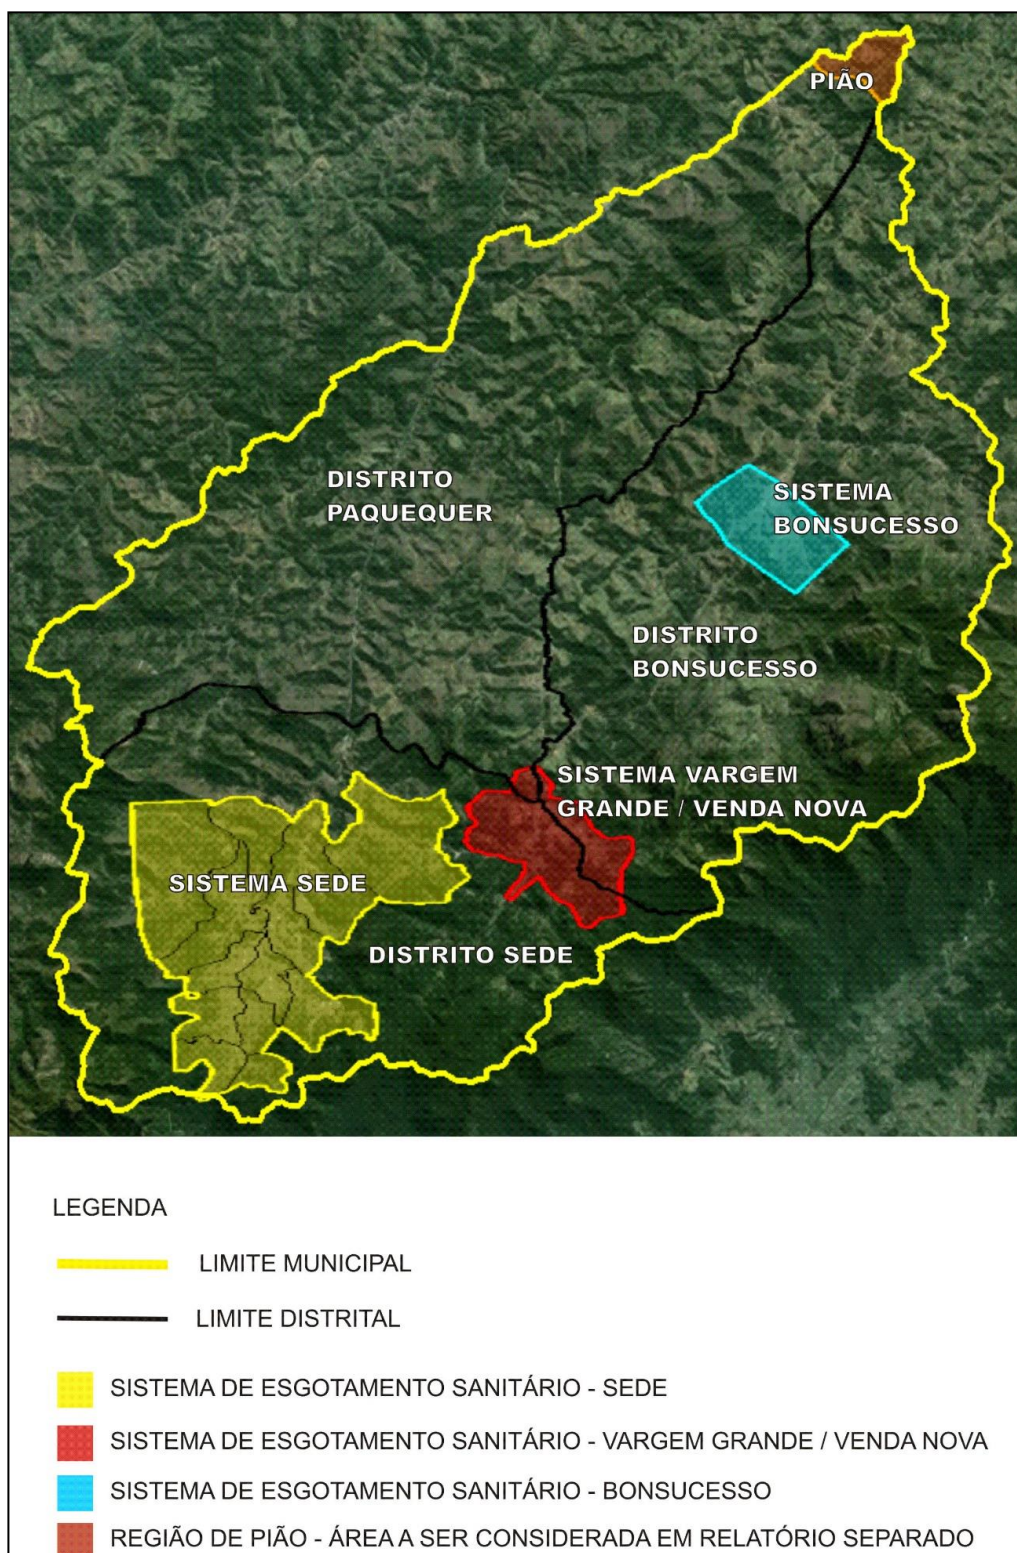 PIÃO
DISTRITO
PAQUEQUER
SISTEMA
BONSUCESSO
DISTRITO
BONSUCESSO
SISTEMA VARGEM
GRANDE / VENDA NOVA
SISTEMA SEDE
DISTRITO SEDE
LEGENDA
LIMITE MUNICIPAL
LIMITE DISTRITAL
SISTEMA DE ESGOTAMENTO SANITÁRIO - SEDE
SISTEMA DE ESGOTAMENTO SANITÁRIO - VARGEM GRANDE / VENDA NOVA
SISTEMA DE ESGOTAMENTO SANITÁRIO - BONSUCESSO
REGIÃO DE PIÃO - ÁREA A SER CONSIDERADA EM RELATÓRIO SEPARADO